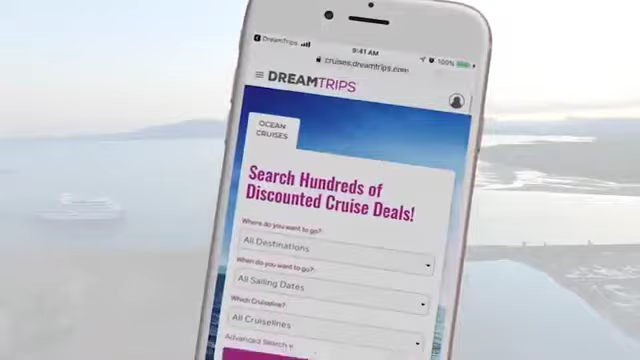 DreamTrips
9:41 AM
100%
cruises.dreamtrips.com
DREAMTRIPS
OCEAN
CRUISES
Search Hundreds of
Discounted Cruise Deals!
Where do you want to go?
All Destinations
When do you want to go?
All Sailing Dates
Which Cruiseline?
All Cruiselines
Advanced Search